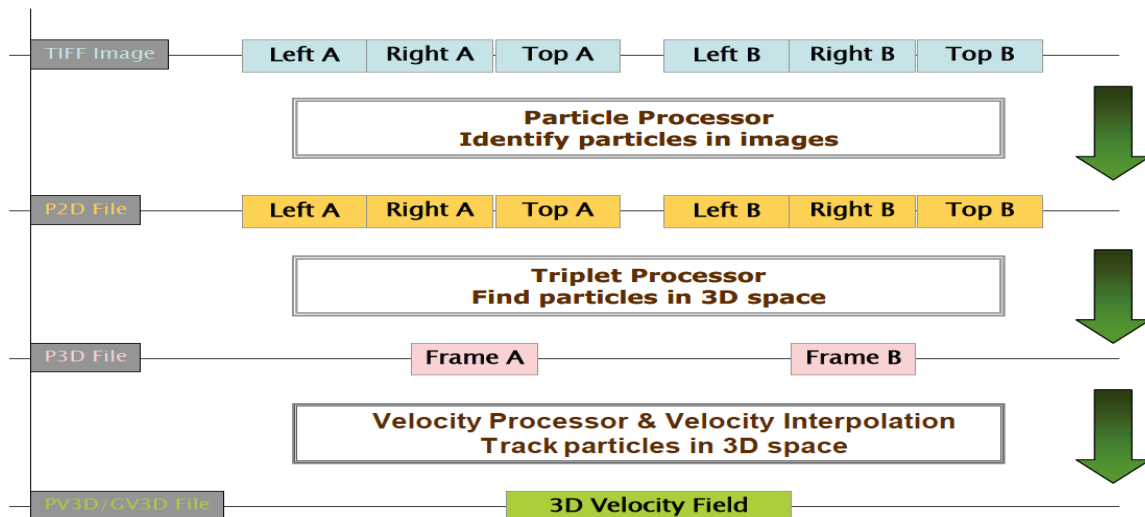 TIFF Image Left A Right A Top A Left B Right B Top B
Particle Processor
Identify particles in images
P2D File Left A Right A Top A Left B Right B Top B
Triplet Processor
Find particles in 3D space
P3D File Frame A Frame B
Velocity Processor & Velocity Interpolation
Track particles in 3D space
PV3D/GV3D File 3D Velocity Field